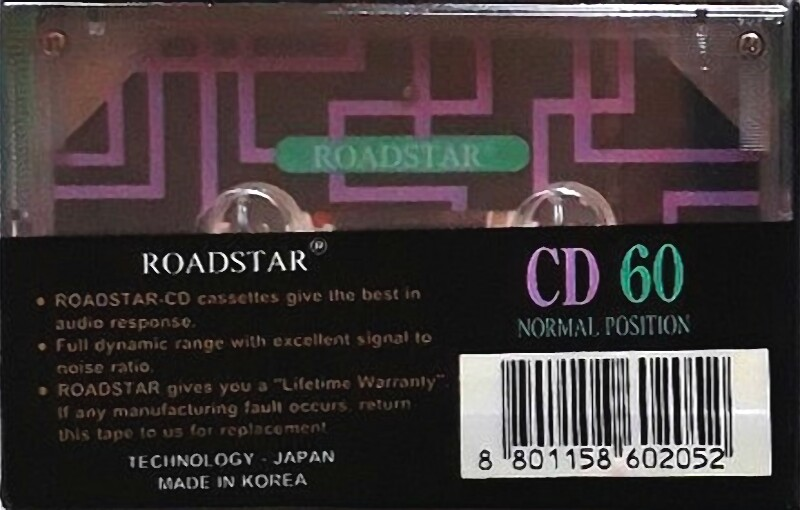 ROADSTAR
ROADSTAR®
• ROADSTAR-CD cassettes give the best in
audio response.
• Full dynamic range with excellent signal to
noise ratio.
• ROADSTAR gives you a "Lifetime Warranty".
If any manufacturing fault occurs, return
this tape to us for replacement.
TECHNOLOGY - JAPAN
MADE IN KOREA
CD 60
NORMAL POSITION
8 801158 602052